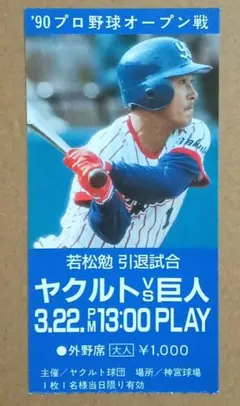 '90プロ野球オープン戦
若松勉 引退試合
ヤクルトVS巨人
3.22.PM13:00 PLAY
●外野席 大人 ¥1,000
主催/ヤクルト球団 場所/神宮球場
1枚1名様当日限り有効